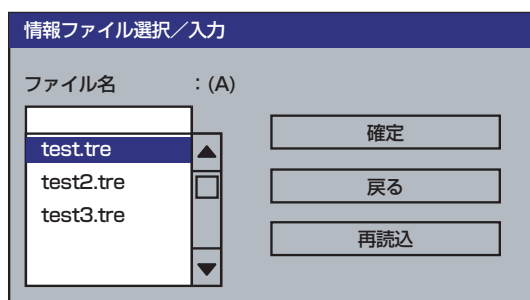 情報ファイル選択／入力
ファイル名　：(A)
test.tre
test2.tre
test3.tre
確定
戻る
再読込